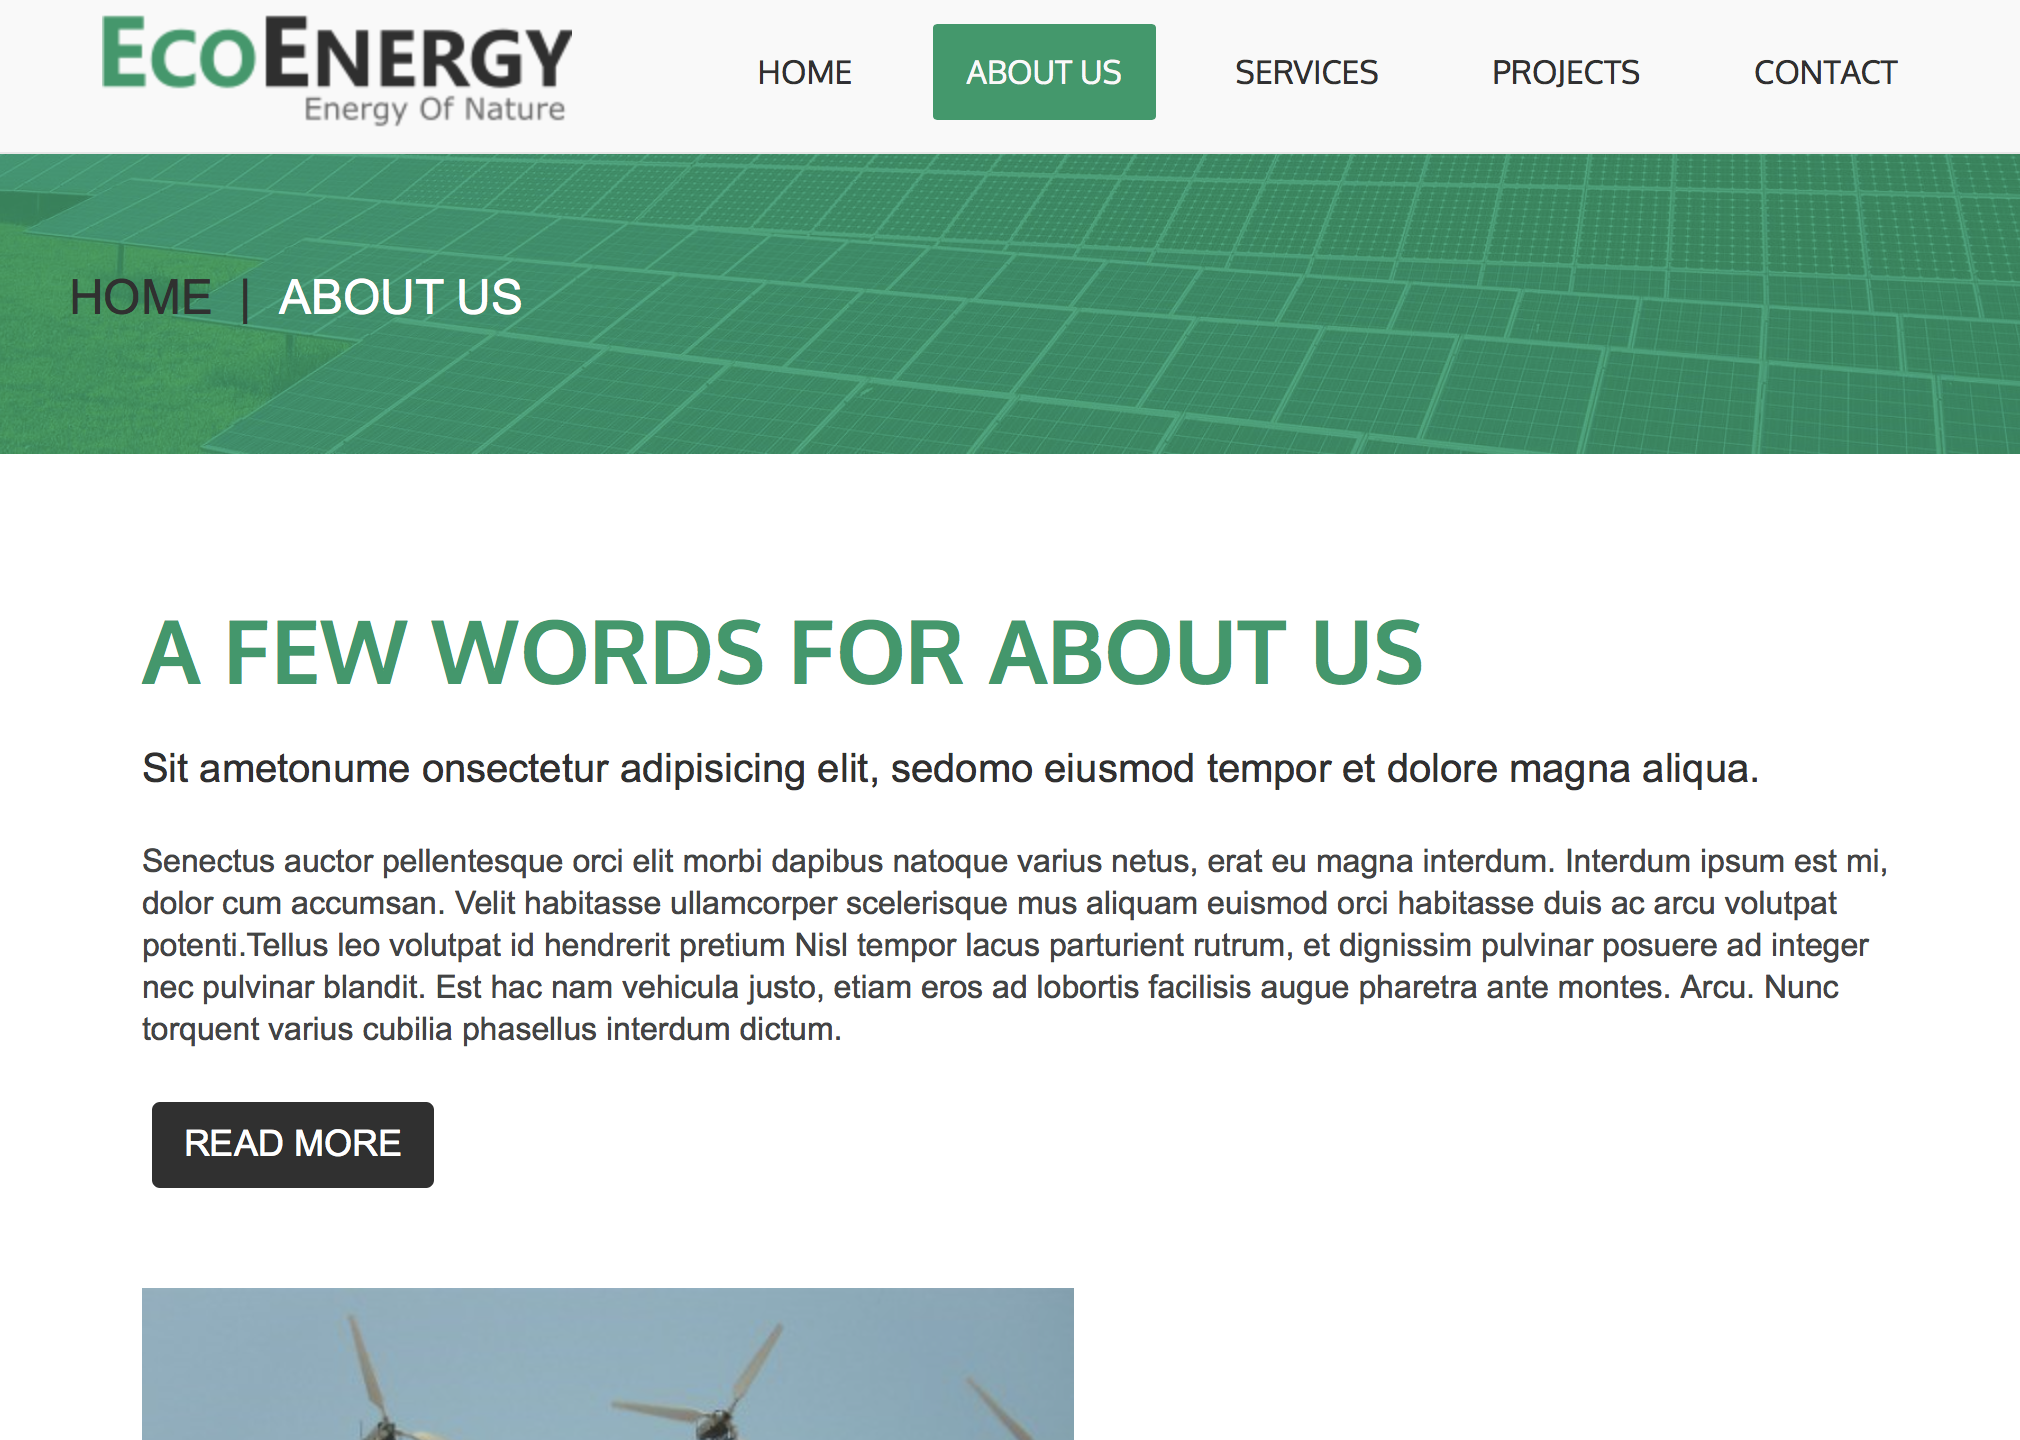 ECOENERGY
Energy Of Nature
HOME
ABOUT US
SERVICES
PROJECTS
CONTACT
HOME | ABOUT US
A FEW WORDS FOR ABOUT US
Sit ametonume onsectetur adipisicing elit, sedomo eiusmod tempor et dolore magna aliqua.
Senectus auctor pellentesque orci elit morbi dapibus natoque varius netus, erat eu magna interdum. Interdum ipsum est mi,
dolor cum accumsan. Velit habitasse ullamcorper scelerisque mus aliquam euismod orci habitasse duis ac arcu volutpat
potenti.Tellus leo volutpat id hendrerit pretium Nisl tempor lacus parturient rutrum, et dignissim pulvinar posuere ad integer
nec pulvinar blandit. Est hac nam vehicula justo, etiam eros ad lobortis facilisis augue pharetra ante montes. Arcu. Nunc
torquent varius cubilia phasellus interdum dictum.
READ MORE